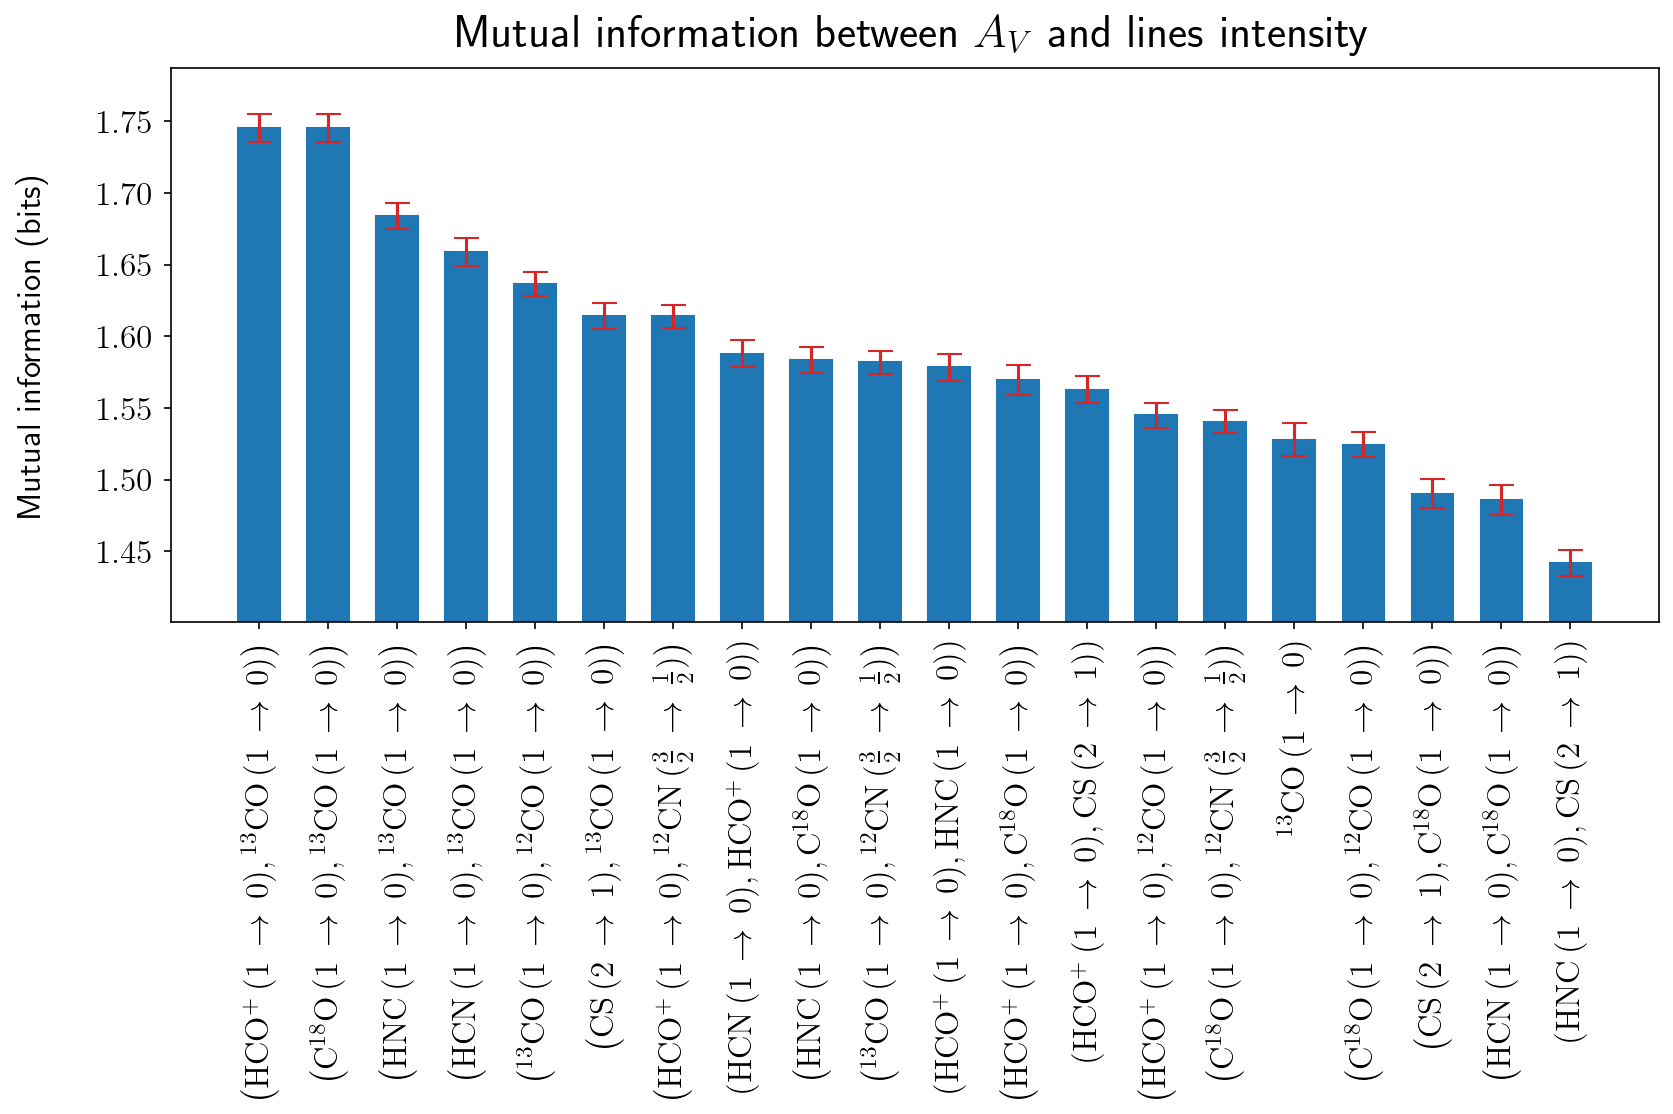 Mutual information between A_V and lines intensity
Mutual information (bits)
1.75
1.70
1.65
1.60
1.55
1.50
1.45
(HCO⁺ (1 → 0), ¹³CO (1 → 0))
(C¹⁸O (1 → 0), ¹³CO (1 → 0))
(HNC (1 → 0), ¹³CO (1 → 0))
(HCN (1 → 0), ¹³CO (1 → 0))
(¹³CO (1 → 0), ¹²CO (1 → 0))
(CS (2 → 1), ¹³CO (1 → 0))
(HCO⁺ (1 → 0), ¹²CN (3/2 → 1/2))
(HCN (1 → 0), HCO⁺ (1 → 0))
(HNC (1 → 0), C¹⁸O (1 → 0))
(¹³CO (1 → 0), ¹²CN (3/2 → 1/2))
(HCO⁺ (1 → 0), HNC (1 → 0))
(HCO⁺ (1 → 0), C¹⁸O (1 → 0))
(HCO⁺ (1 → 0), CS (2 → 1))
(HCO⁺ (1 → 0), ¹²CO (1 → 0))
(C¹⁸O (1 → 0), ¹²CN (3/2 → 1/2))
¹³CO (1 → 0)
(C¹⁸O (1 → 0), ¹²CO (1 → 0))
(CS (2 → 1), C¹⁸O (1 → 0))
(HCN (1 → 0), C¹⁸O (1 → 0))
(HNC (1 → 0), CS (2 → 1))